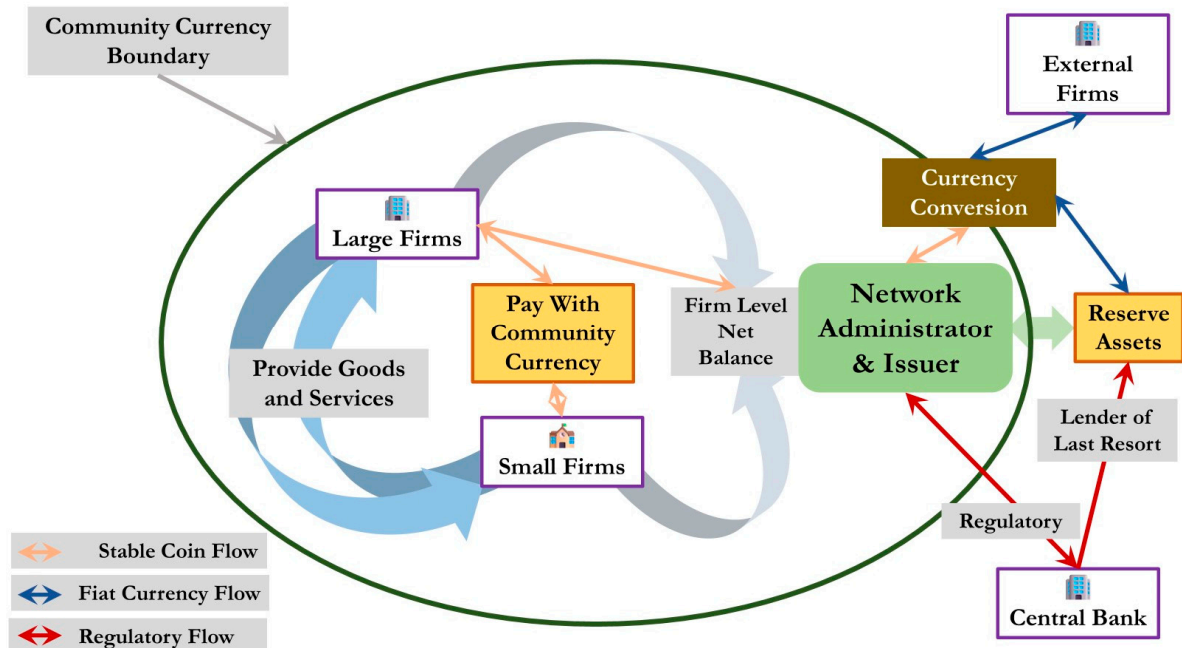 Community Currency
Boundary
External
Firms
Currency
Conversion
Large Firms
Pay With
Community
Currency
Firm Level
Net
Balance
Network
Administrator
& Issuer
Reserve
Assets
Provide Goods
and Services
Small Firms
Lender of
Last Resort
Regulatory
Central Bank
Stable Coin Flow
Fiat Currency Flow
Regulatory Flow